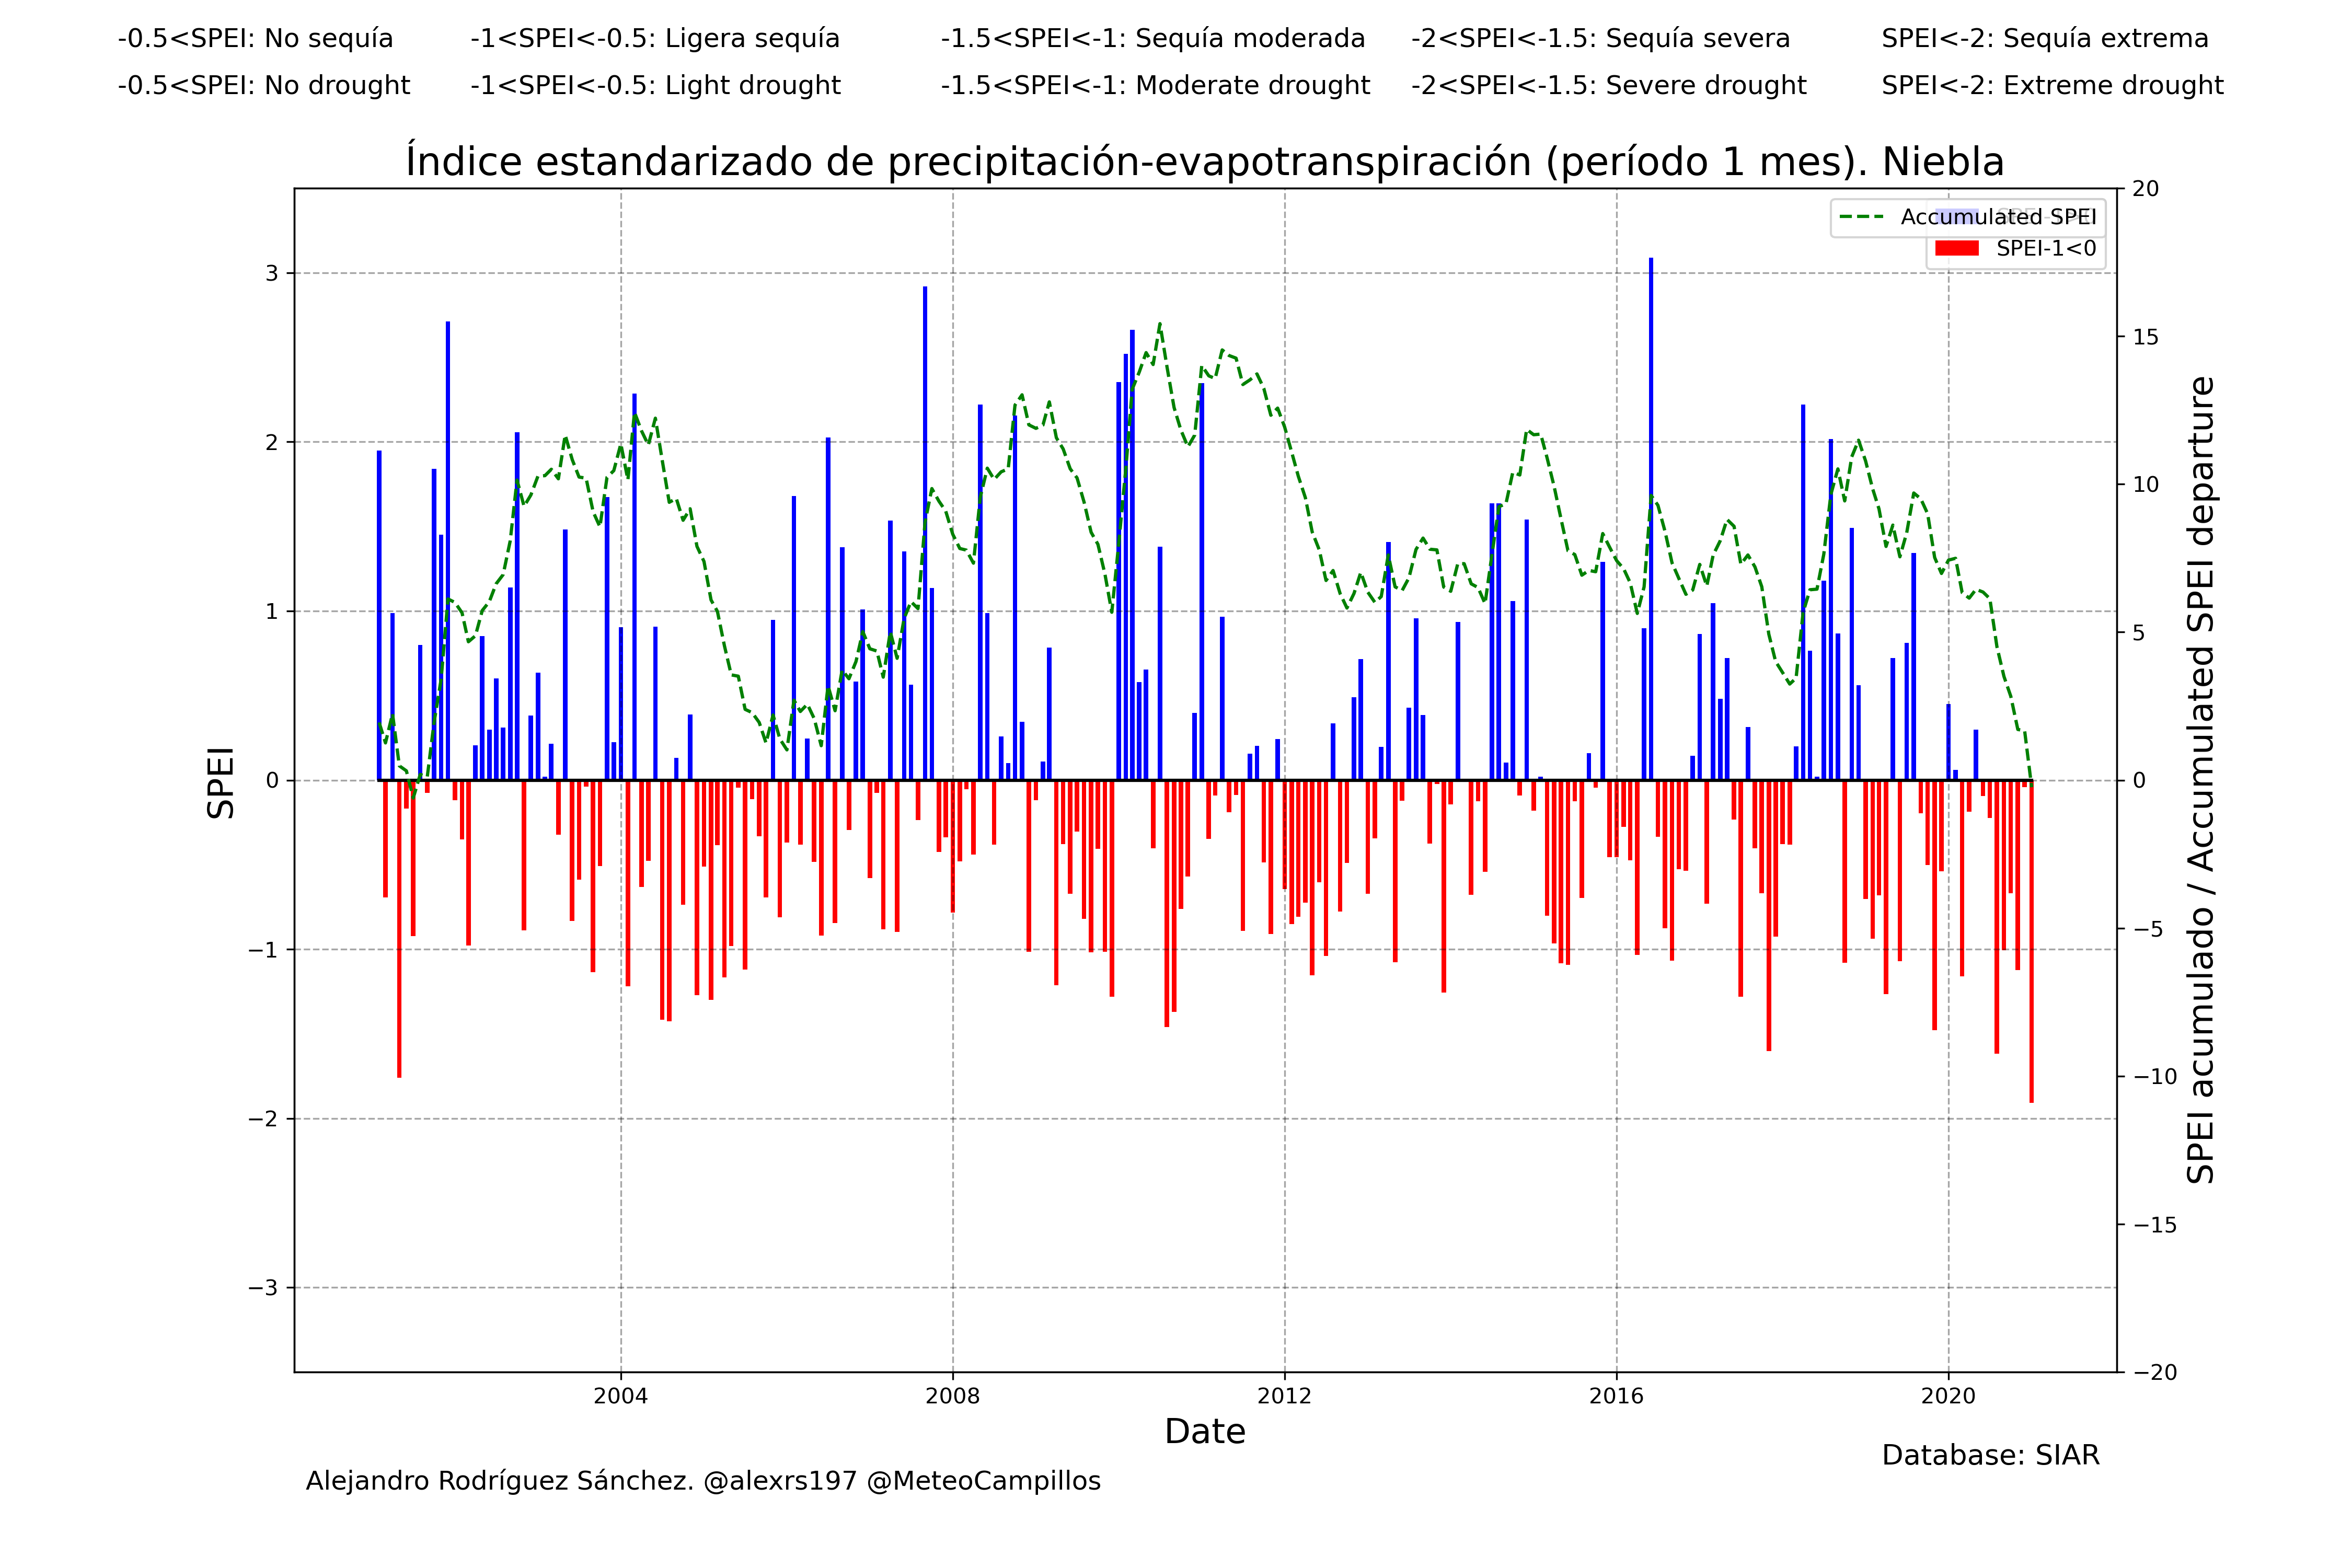 -0.5<SPEI: No sequía -1<SPEI<-0.5: Ligera sequía -1.5<SPEI<-1: Sequía moderada -2<SPEI<-1.5: Sequía severa SPEI<-2: Sequía extrema
-0.5<SPEI: No drought -1<SPEI<-0.5: Light drought -1.5<SPEI<-1: Moderate drought -2<SPEI<-1.5: Severe drought SPEI<-2: Extreme drought
Índice estandarizado de precipitación-evapotranspiración (período 1 mes). Niebla
Accumulated SPEI
SPEI-1<0
SPEI
3
2
1
0
−1
−2
−3
20
15
10
5
0
−5
−10
−15
−20
SPEI acumulado / Accumulated SPEI departure
2004 2008 2012 2016 2020
Date
Database: SIAR
Alejandro Rodríguez Sánchez. @alexrs197 @MeteoCampillos